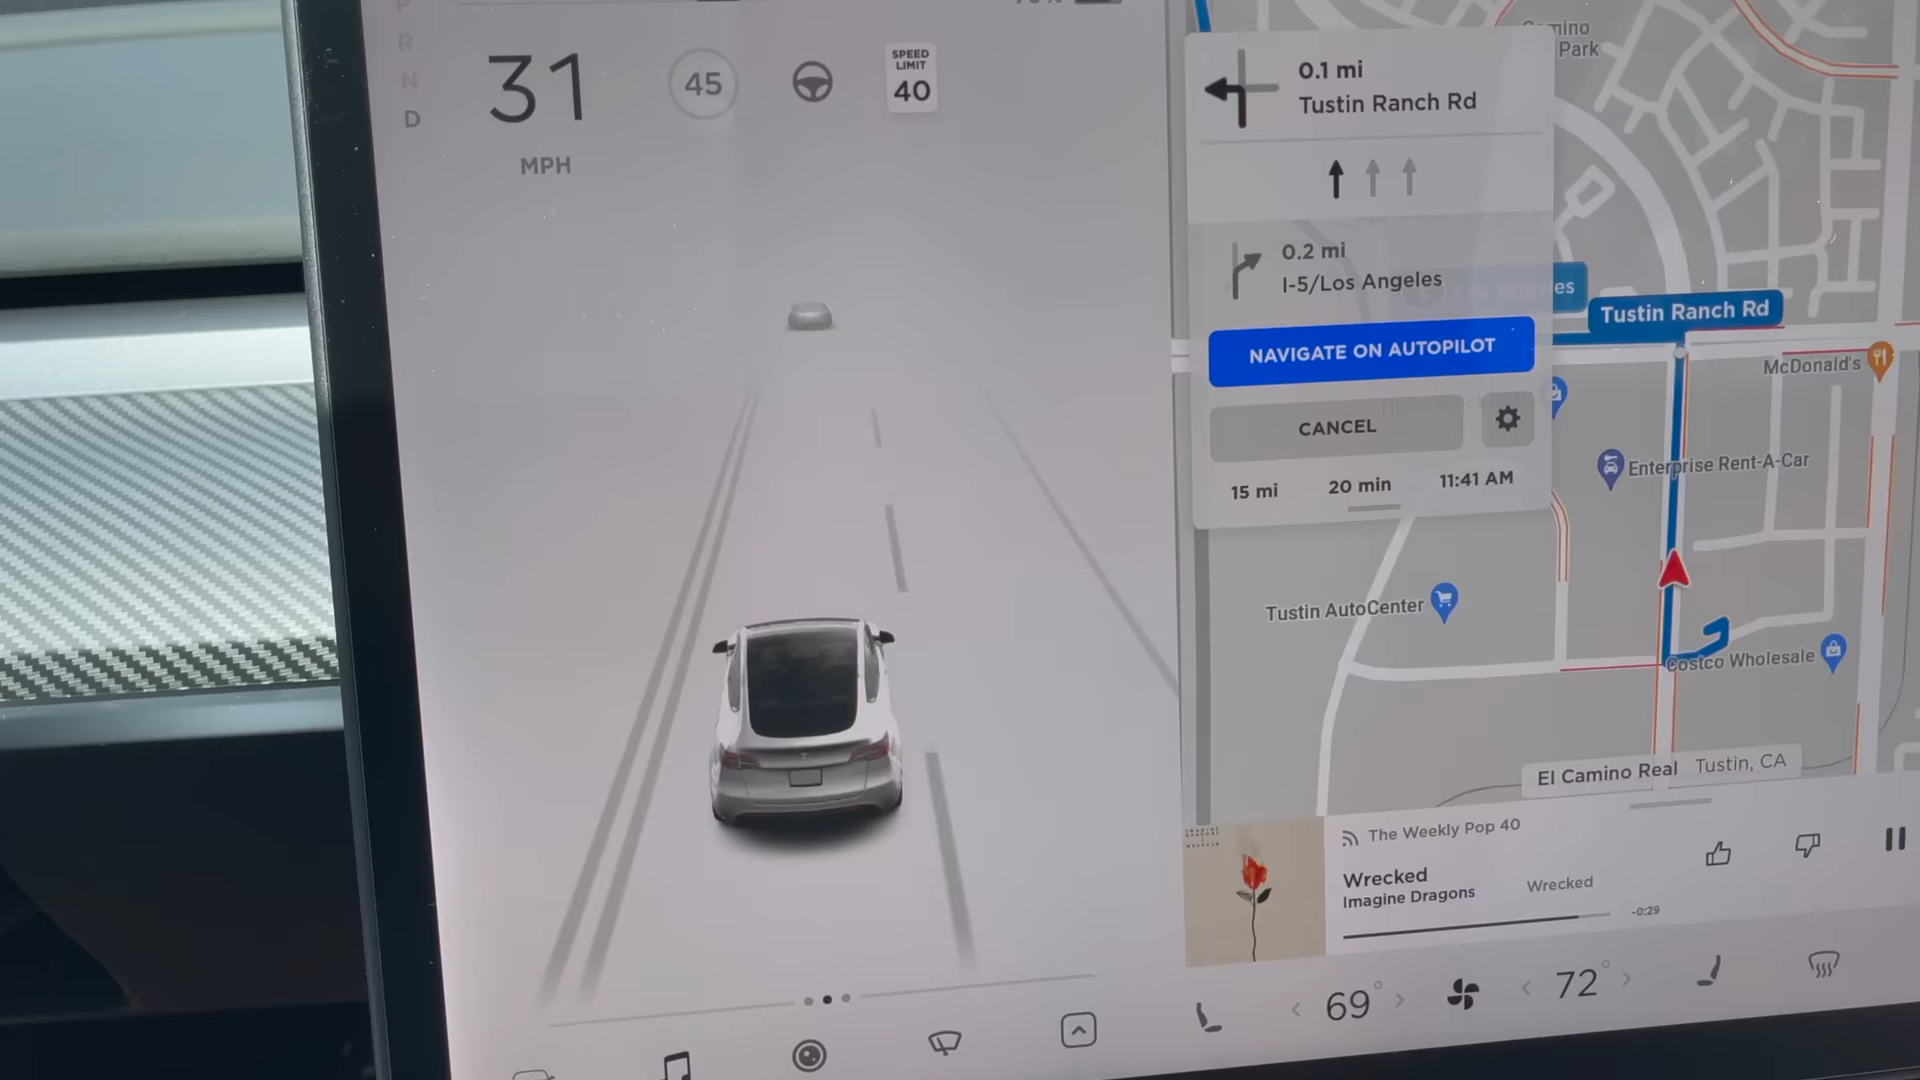 P
R
N
D
31
MPH
45
SPEED
LIMIT
40
0.1 mi
Tustin Ranch Rd
0.2 mi
I-5/Los Angeles
NAVIGATE ON AUTOPILOT
CANCEL
15 mi
20 min
11:41 AM
Park
Tustin Ranch Rd
McDonald's
Enterprise Rent-A-Car
Tustin AutoCenter
Costco Wholesale
El Camino Real Tustin, CA
The Weekly Pop 40
Wrecked
Imagine Dragons
Wrecked
-0:29
69°
72°